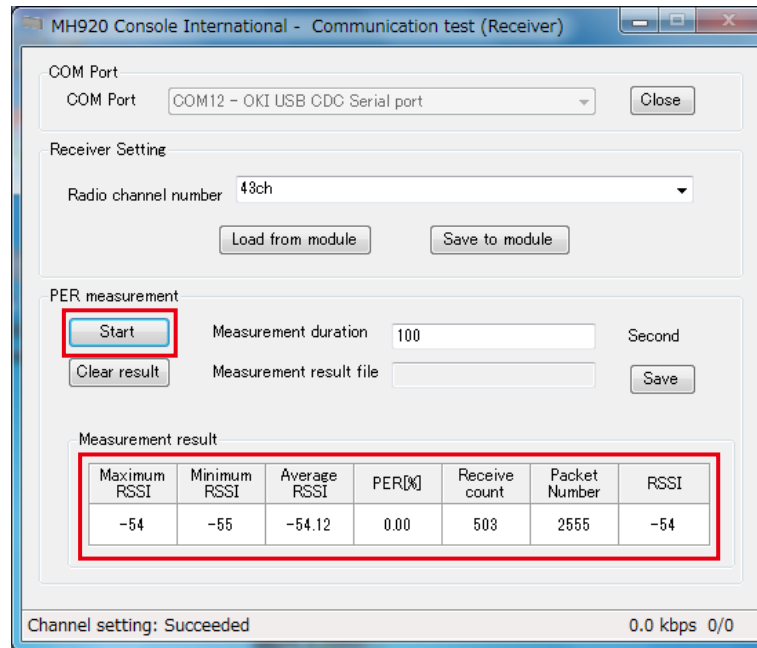 MH920 Console International - Communication test (Receiver)
COM Port
COM Port COM12 - OKI USB CDC Serial port Close
Receiver Setting
Radio channel number 43ch
Load from module Save to module
PER measurement
Start Measurement duration 100 Second
Clear result Measurement result file Save
Measurement result
Maximum RSSI Minimum RSSI Average RSSI PER[%] Receive count Packet Number RSSI
-54 -55 -54.12 0.00 503 2555 -54
Channel setting: Succeeded 0.0 kbps 0/0